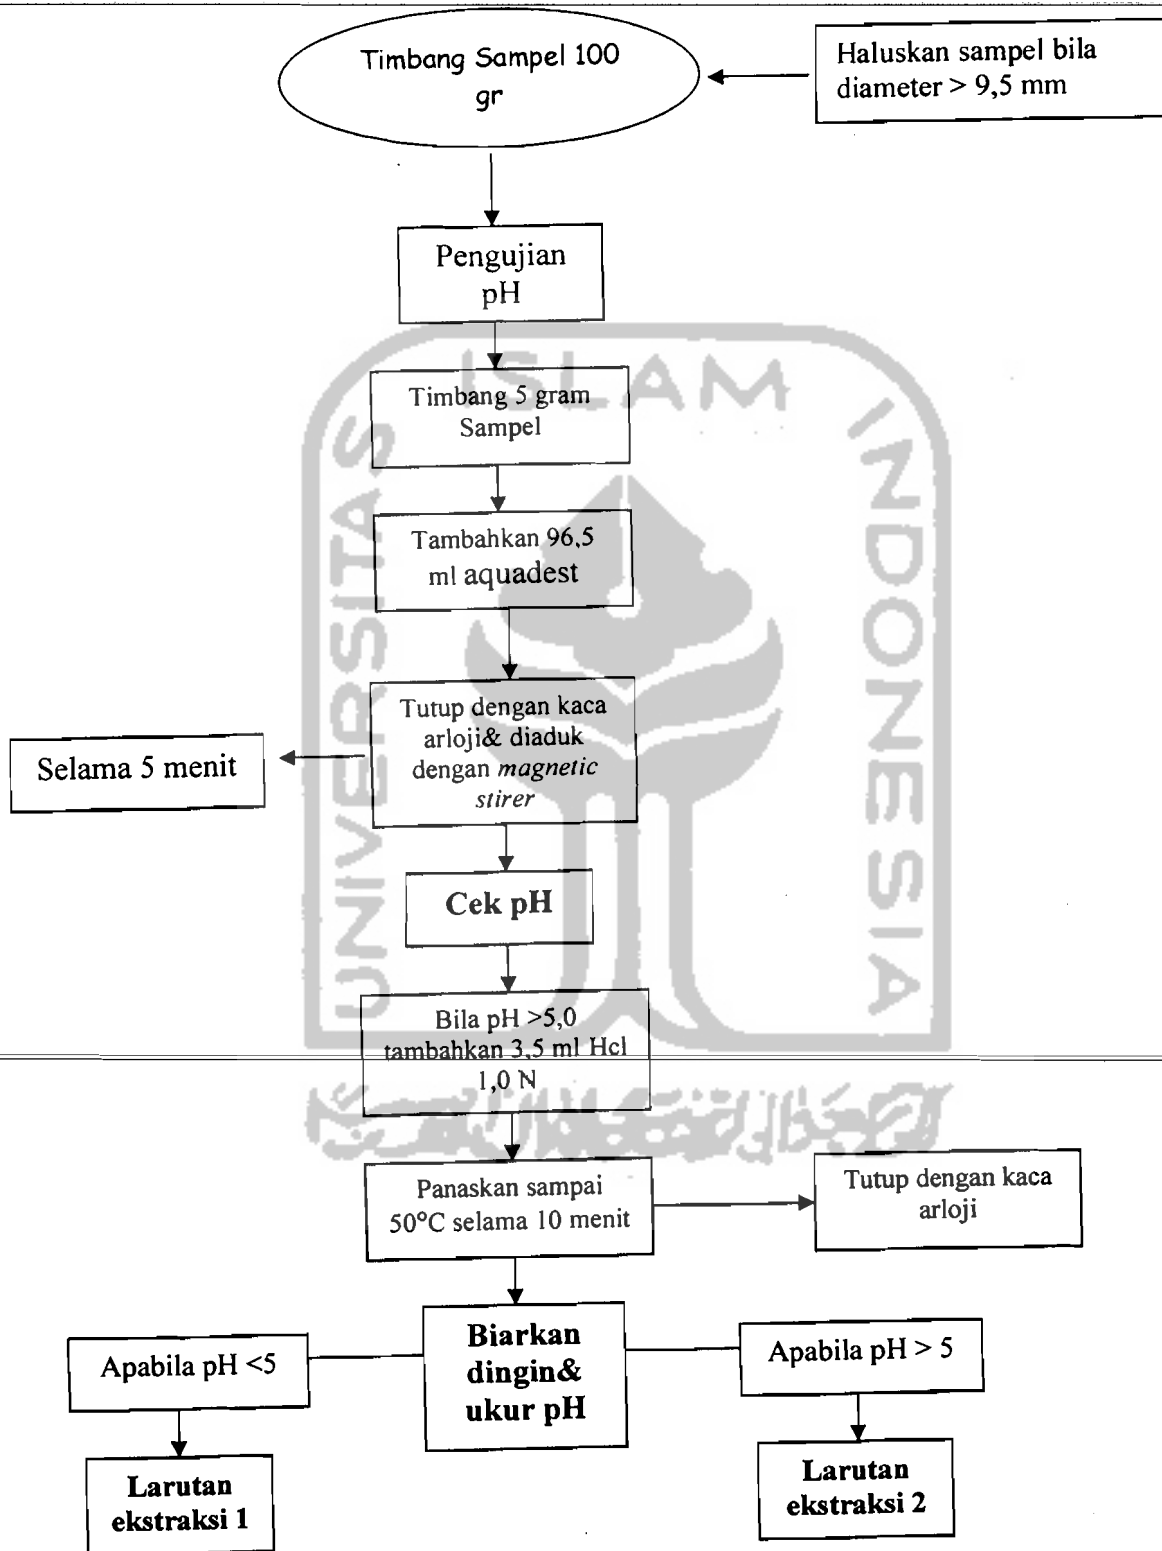 Timbang Sampel 100
gr
Haluskan sampel bila
diameter > 9,5 mm
Pengujian
pH
Timbang 5 gram
Sampel
Tambahkan 96,5
ml aquadest
Tutup dengan kaca
arloji& diaduk
dengan magnetic
stirer
Selama 5 menit
Cek pH
Bila pH >5,0
tambahkan 3,5 ml Hcl
1,0 N
Panaskan sampai
50°C selama 10 menit
Tutup dengan kaca
arloji
Biarkan
dingin&
ukur pH
Apabila pH <5
Apabila pH > 5
Larutan
ekstraksi 1
Larutan
ekstraksi 2
UNIVERSITAS
ISLAM
INDONESIA